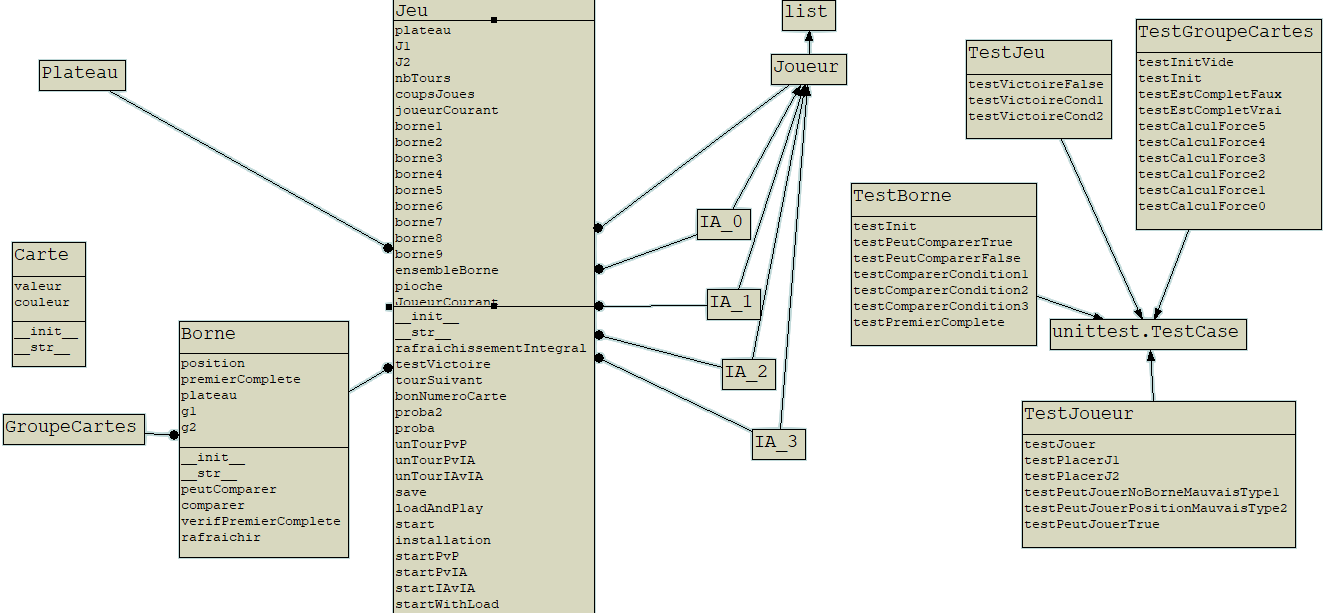 Plateau
Carte
valeur
couleur
__init__
__str__
GroupeCartes
Borne
position
premierComplete
plateau
g1
g2
__init__
__str__
peutComparer
comparer
verifPremierComplete
rafraichir
Jeu
plateau
J1
J2
nbTours
coupsJoues
joueurCourant
borne1
borne2
borne3
borne4
borne5
borne6
borne7
borne8
borne9
ensembleBorne
pioche
JoueurCourant
__init__
__str__
rafraichissementIntegral
testVictoire
tourSuivant
bonNumeroCarte
proba2
proba
unTourPvP
unTourPvIA
unTourIAvIA
save
loadAndPlay
start
installation
startPvP
startPvIA
startIAvIA
startWithLoad
list
Joueur
IA_0
IA_1
IA_2
IA_3
TestJeu
testVictoireFalse
testVictoireCond1
testVictoireCond2
TestGroupeCartes
testInitVide
testInit
testEstCompletFaux
testEstCompletVrai
testCalculForce5
testCalculForce4
testCalculForce3
testCalculForce2
testCalculForce1
testCalculForce0
TestBorne
testInit
testPeutComparerTrue
testPeutComparerFalse
testComparerCondition1
testComparerCondition2
testComparerCondition3
testPremierComplete
unittest.TestCase
TestJoueur
testJouer
testPlacerJ1
testPlacerJ2
testPeutJouerNoBorneMauvaisType1
testPeutJouerPositionMauvaisType2
testPeutJouerTrue